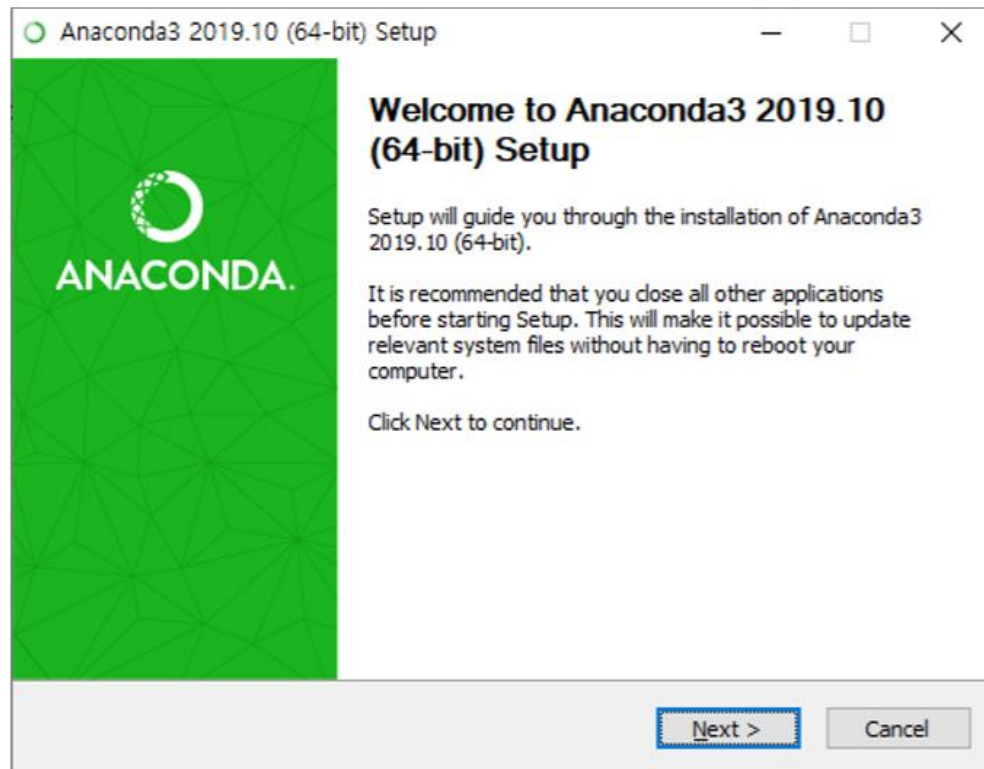 Anaconda3 2019.10 (64-bit) Setup
ANACONDA.
Welcome to Anaconda3 2019.10
(64-bit) Setup
Setup will guide you through the installation of Anaconda3
2019.10 (64-bit).
It is recommended that you close all other applications
before starting Setup. This will make it possible to update
relevant system files without having to reboot your
computer.
Click Next to continue.
Next >
Cancel